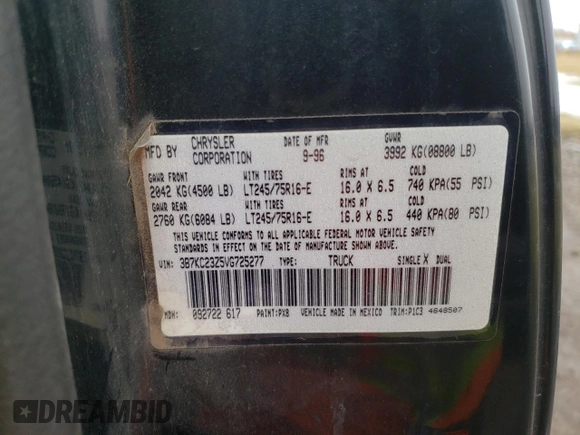 MFD BY CHRYSLER CORPORATION DATE OF MFR 9-96 GVWR 3992 KG(08800 LB)
GAWR FRONT WITH TIRES RIMS AT COLD
2042 KG(4500 LB) LT245/75R16-E 16.0 X 6.5 740 KPA(55 PSI)
GAWR REAR WITH TIRES RIMS AT COLD
2760 KG(6084 LB) LT245/75R16-E 16.0 X 6.5 440 KPA(80 PSI)
THIS VEHICLE CONFORMS TO ALL APPLICABLE FEDERAL MOTOR VEHICLE SAFETY
STANDARDS IN EFFECT ON THE DATE OF MANUFACTURE SHOWN ABOVE.
VIN: 3B7KC23Z5VG725277 TYPE: TRUCK SINGLE X DUAL
MDH: 092722 617 PAINT:PX8 VEHICLE MADE IN MEXICO TRIM:P1C3 4648507
DREAMBID